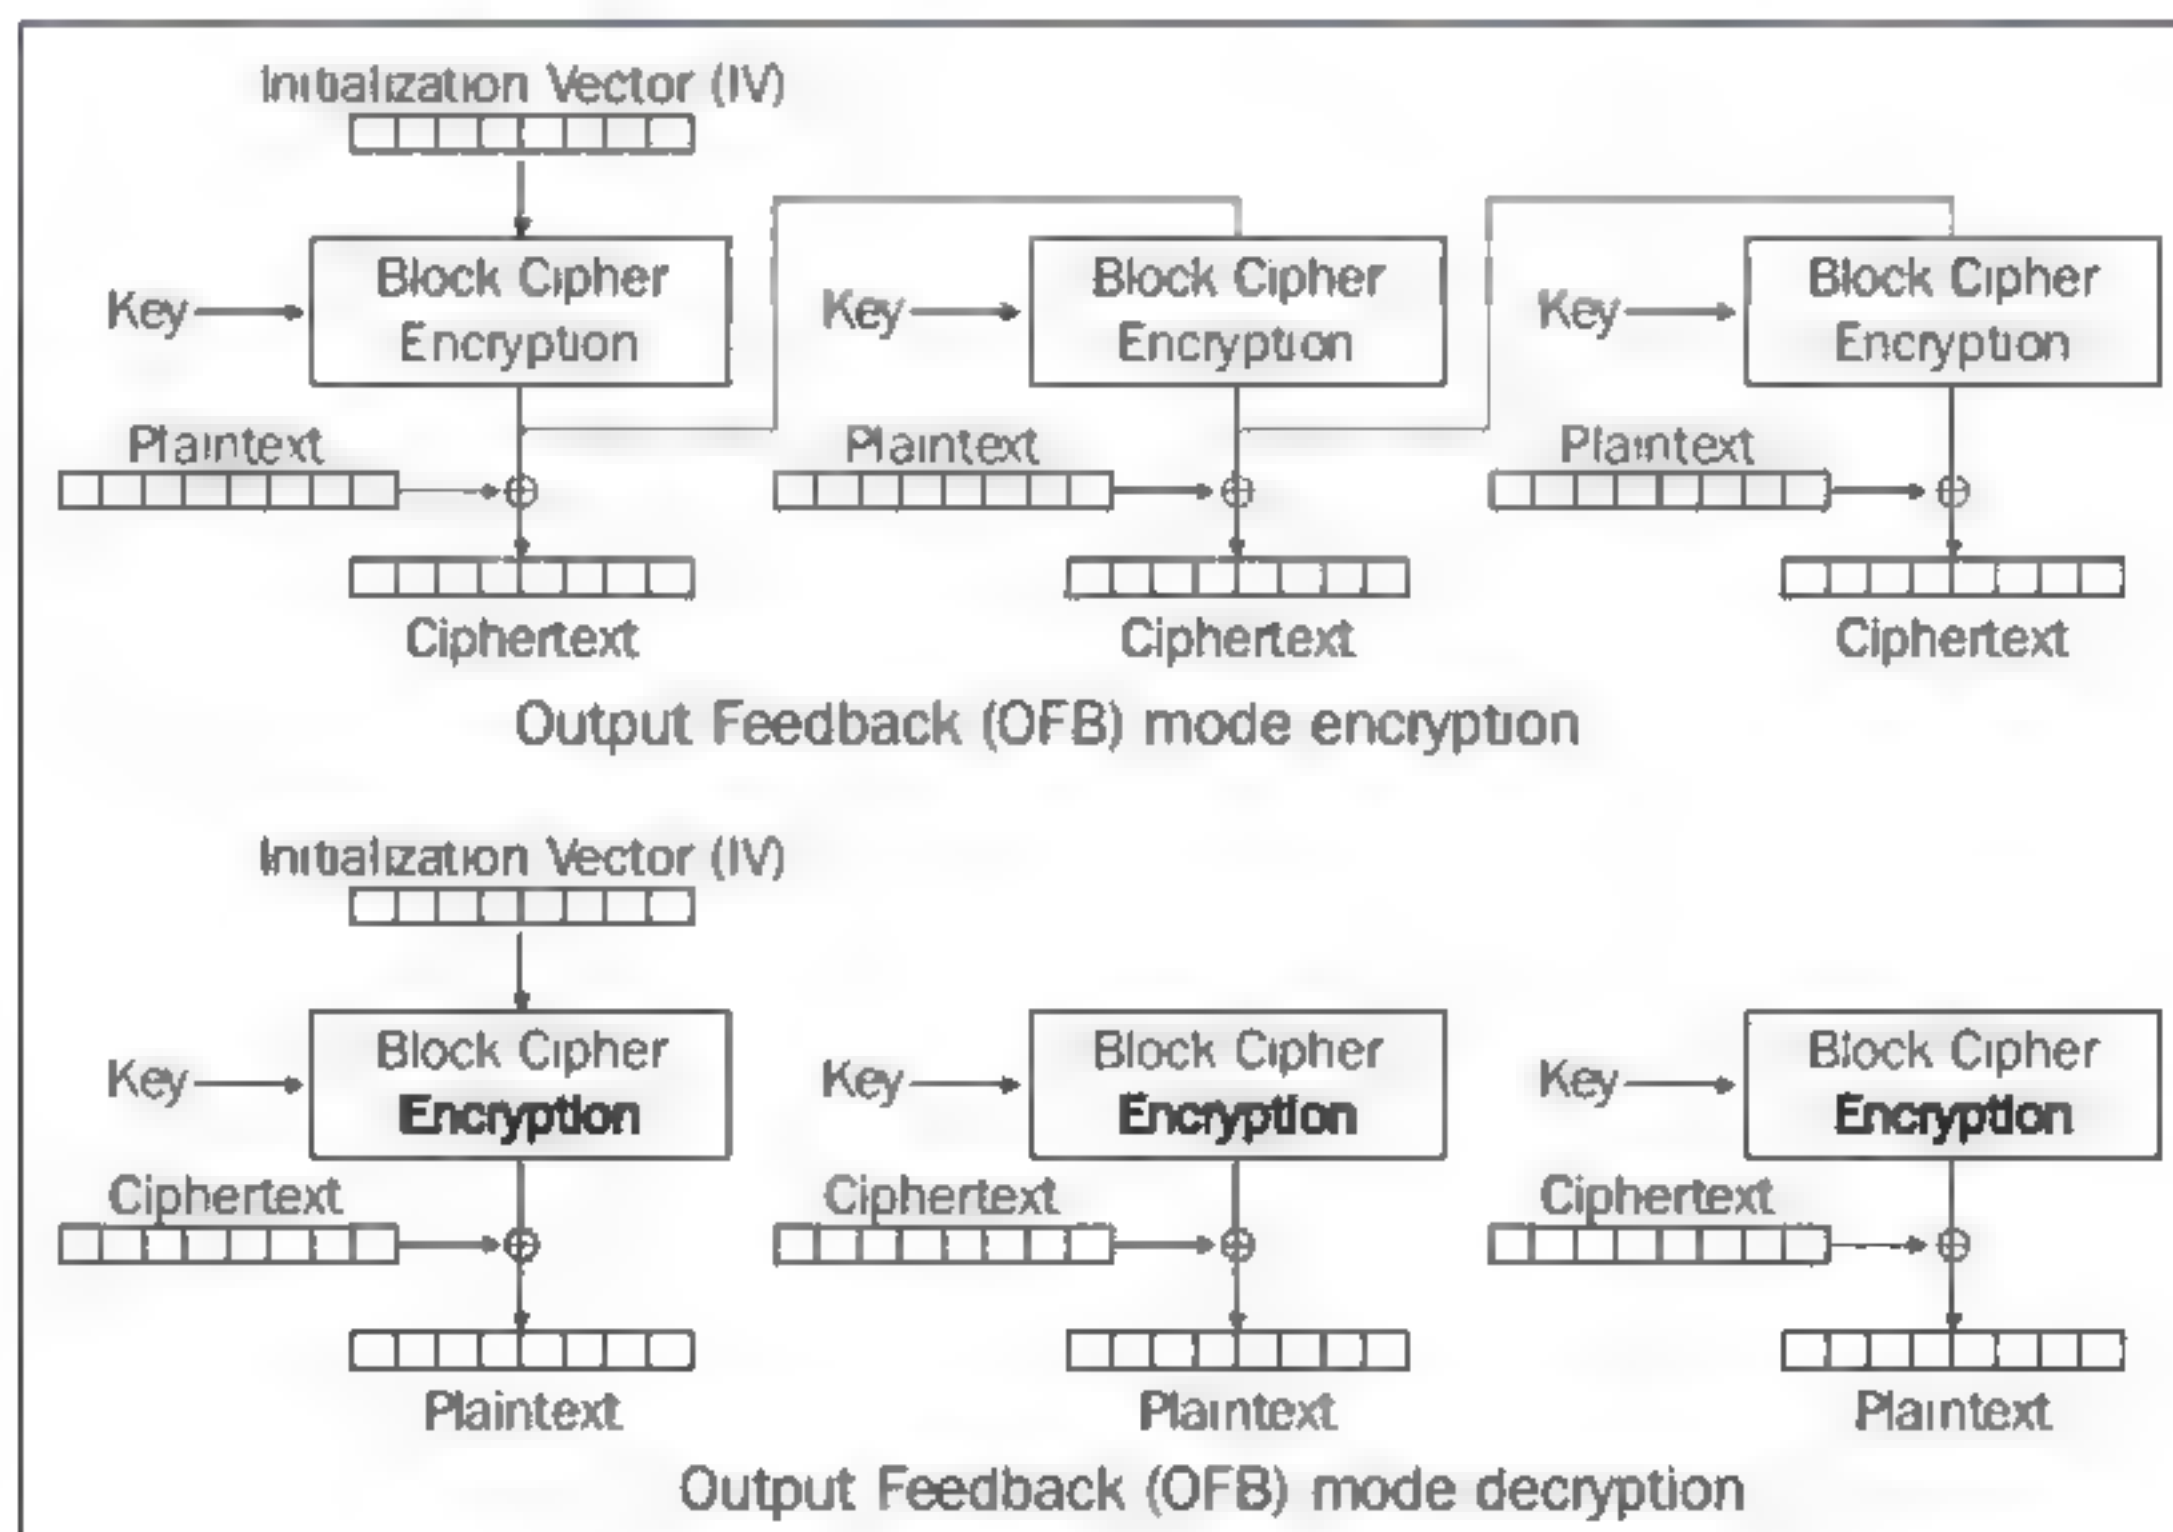 Initialization Vector (IV)
Key
Block Cipher
Encryption
Key
Block Cipher
Encryption
Key
Block Cipher
Encryption
Plaintext
Plaintext
Plaintext
Ciphertext
Ciphertext
Ciphertext
Output Feedback (OFB) mode encryption
Initialization Vector (IV)
Key
Block Cipher
Encryption
Key
Block Cipher
Encryption
Key
Block Cipher
Encryption
Ciphertext
Ciphertext
Ciphertext
Plaintext
Plaintext
Plaintext
Output Feedback (OFB) mode decryption